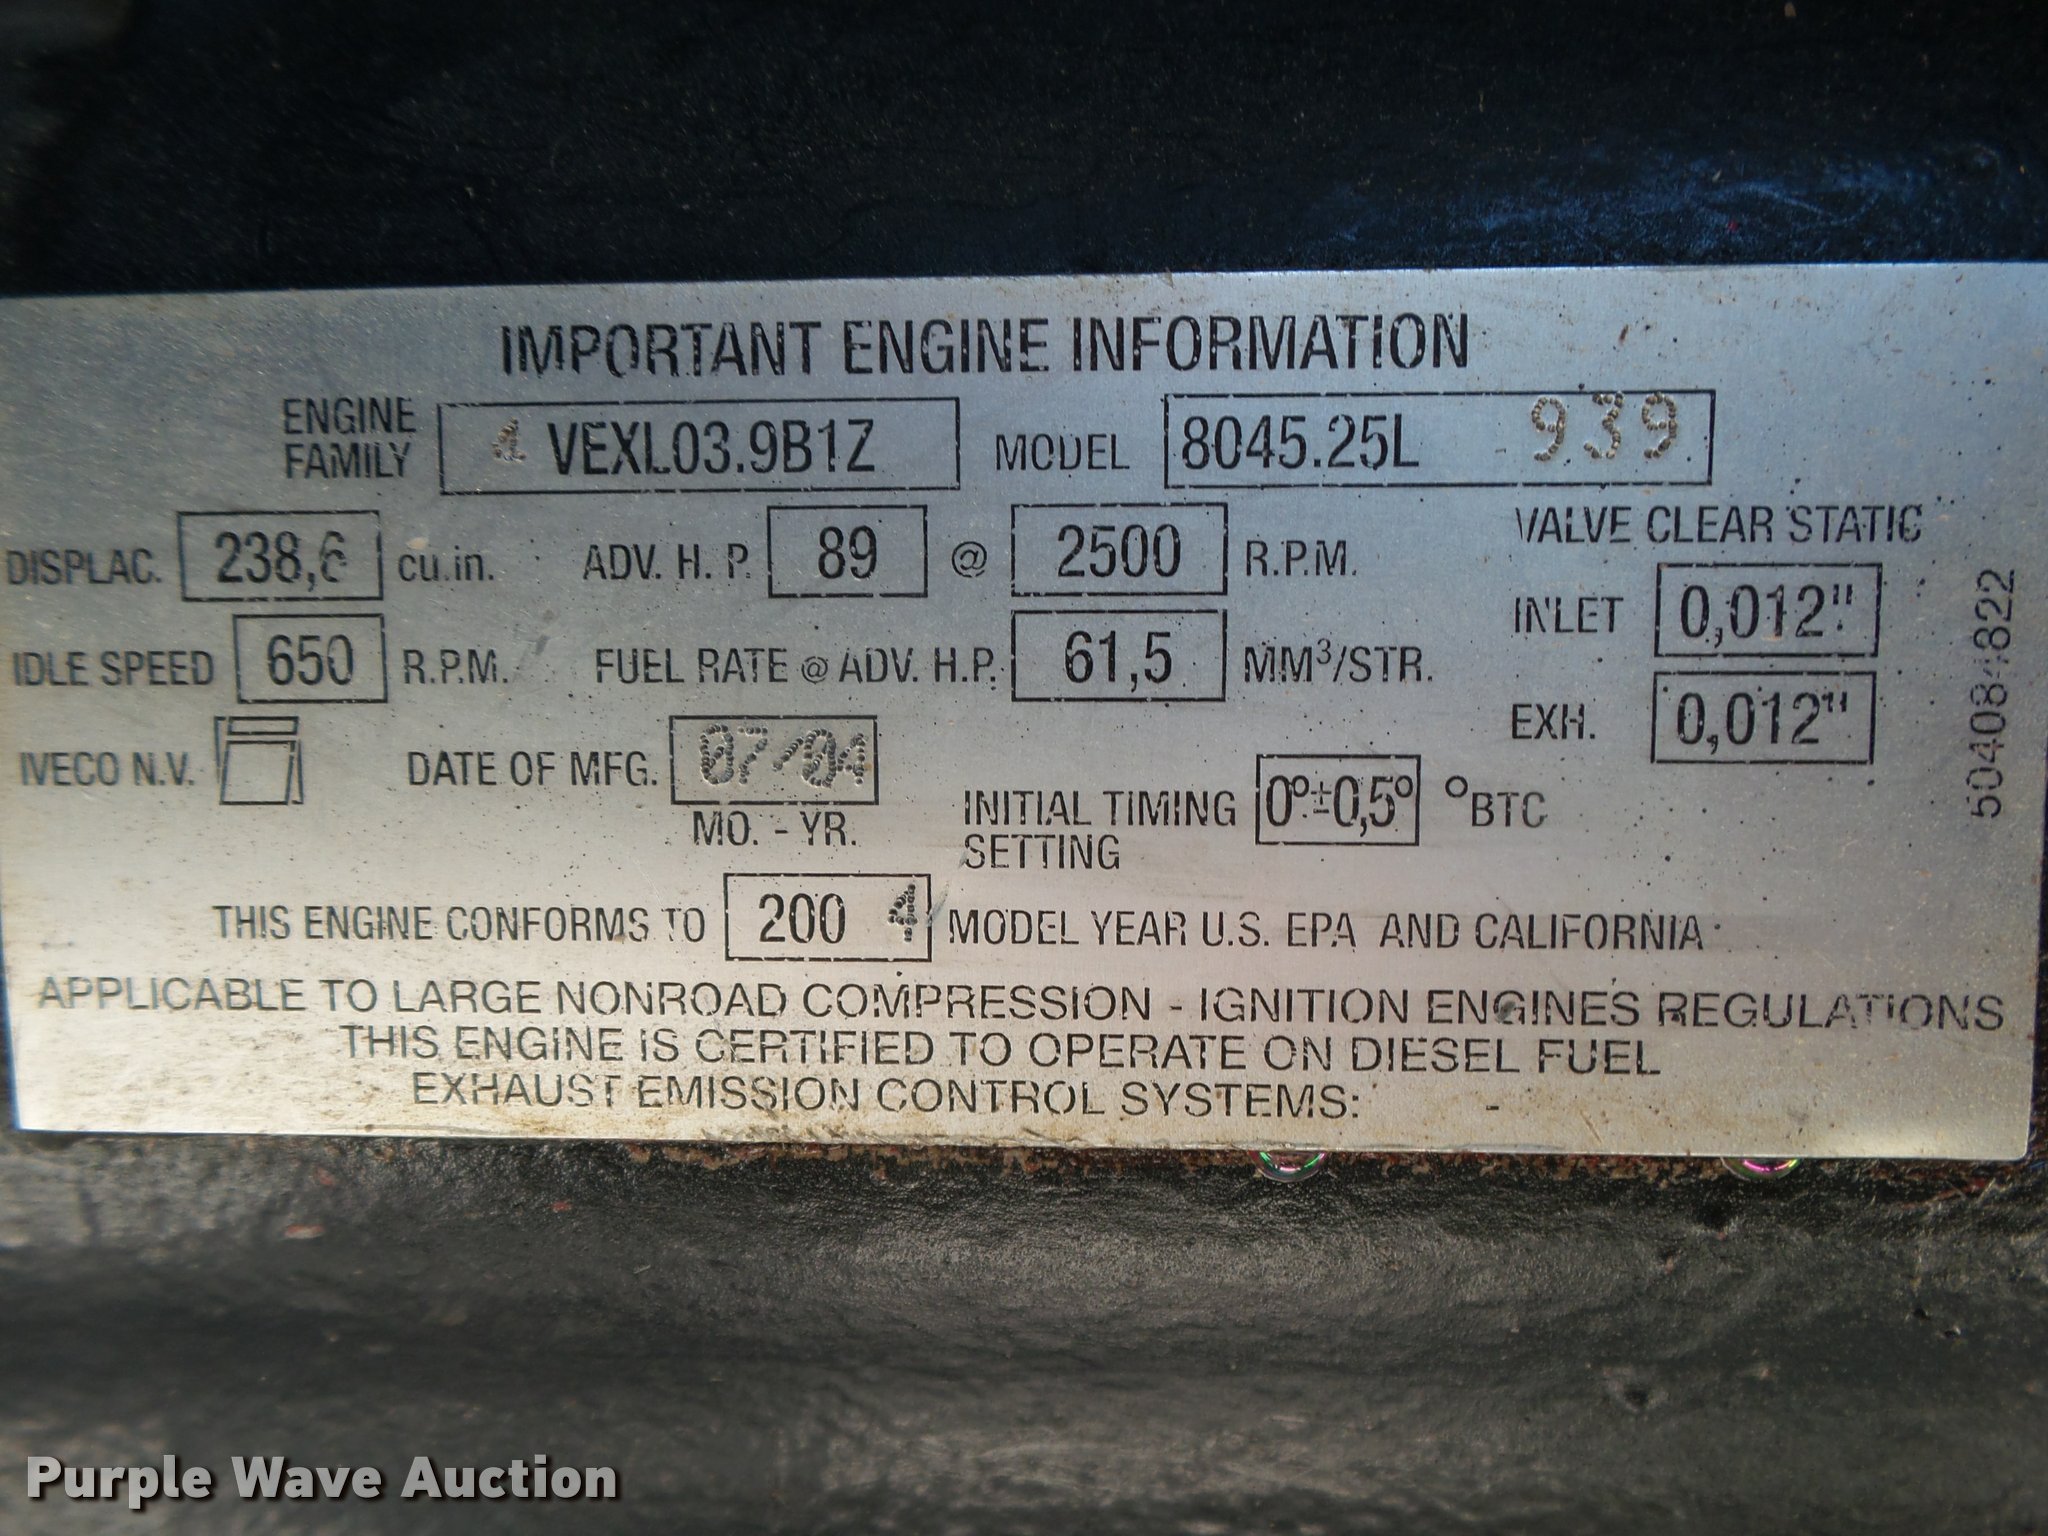 IMPORTANT ENGINE INFORMATION
ENGINE FAMILY 4 VEXL03.9B1Z MODEL 8045.25L - 939
DISPLAC. 238,6 cu.in. ADV. H. P. 89 @ 2500 R.P.M. VALVE CLEAR STATIC
IDLE SPEED 650 R.P.M. FUEL RATE @ ADV. H.P. 61,5 MM³/STR. INLET 0,012"
IVECO N.V. DATE OF MFG. 07/04 EXH. 0,012"
MO. - YR. INITIAL TIMING SETTING 0°±0,5° °BTC
THIS ENGINE CONFORMS TO 200 4 MODEL YEAR U.S. EPA AND CALIFORNIA
APPLICABLE TO LARGE NONROAD COMPRESSION - IGNITION ENGINES REGULATIONS
THIS ENGINE IS CERTIFIED TO OPERATE ON DIESEL FUEL
EXHAUST EMISSION CONTROL SYSTEMS: -
504084822
Purple Wave Auction